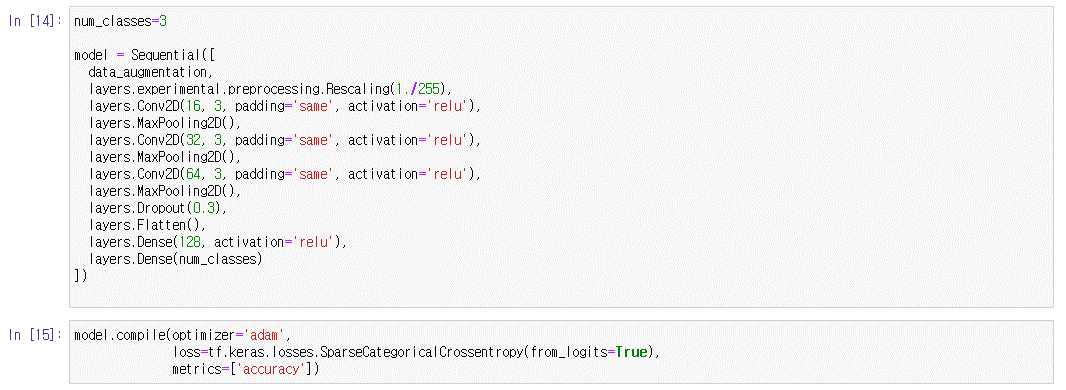 In [14]: num_classes=3

model = Sequential([
  data_augmentation,
  layers.experimental.preprocessing.Rescaling(1./255),
  layers.Conv2D(16, 3, padding='same', activation='relu'),
  layers.MaxPooling2D(),
  layers.Conv2D(32, 3, padding='same', activation='relu'),
  layers.MaxPooling2D(),
  layers.Conv2D(64, 3, padding='same', activation='relu'),
  layers.MaxPooling2D(),
  layers.Dropout(0.3),
  layers.Flatten(),
  layers.Dense(128, activation='relu'),
  layers.Dense(num_classes)
])

In [15]: model.compile(optimizer='adam',
              loss=tf.keras.losses.SparseCategoricalCrossentropy(from_logits=True),
              metrics=['accuracy'])